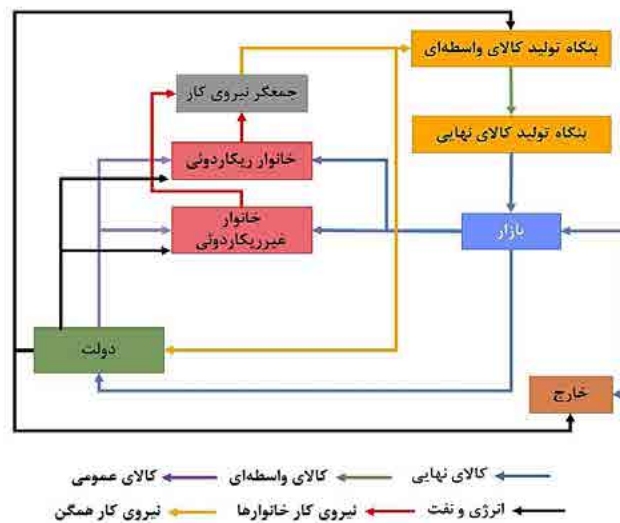 بنگاه تولید کالای واسطه‌ای
جمعگر نیروی کار
بنگاه تولید کالای نهایی
خانوار ریکاردوئی
خانوار
غیرریکاردوئی
بازار
دولت
خارج
کالای نهایی
کالای واسطه‌ای
کالای عمومی
انرژی و نفت
نیروی کار خانوارها
نیروی کار همگن